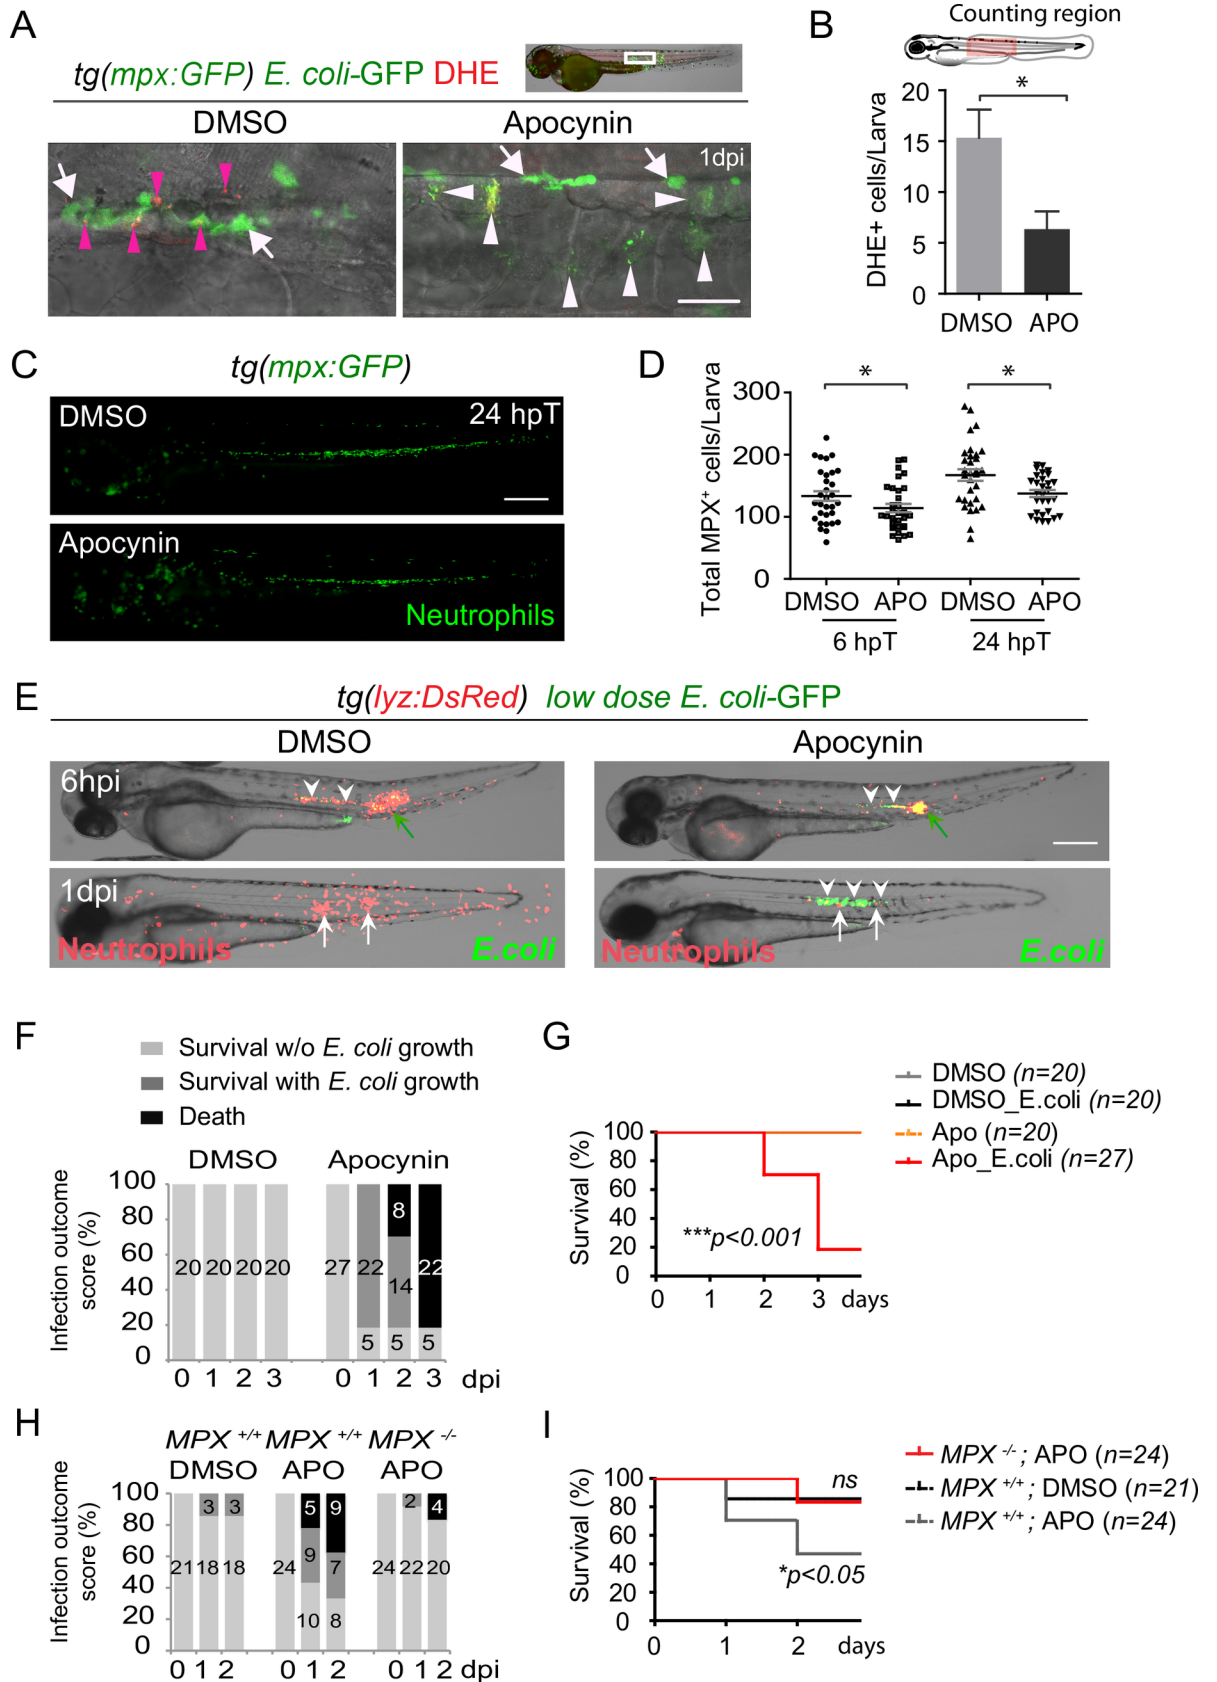 A
tg(mpx:GFP) E. coli-GFP DHE
DMSO
Apocynin
1dpi
B
Counting region
*
DHE+ cells/Larva
20
15
10
5
0
DMSO APO
C
tg(mpx:GFP)
DMSO
24 hpT
Apocynin
Neutrophils
D
* *
Total MPX+ cells/Larva
300
200
100
0
DMSO APO DMSO APO
6 hpT 24 hpT
E
tg(lyz:DsRed) low dose E. coli-GFP
DMSO
Apocynin
6hpi
1dpi
Neutrophils
E.coli
Neutrophils
E.coli
F
Survival w/o E. coli growth
Survival with E. coli growth
Death
DMSO
Apocynin
Infection outcome
score (%)
100
80
60
40
20
0
20 20 20 20
27 22 8 14 22
5 5 5
0 1 2 3 0 1 2 3 dpi
G
DMSO (n=20)
DMSO_E.coli (n=20)
Apo (n=20)
Apo_E.coli (n=27)
Survival (%)
100
80
60
40
20
0
***p<0.001
0 1 2 3 days
H
MPX +/+ MPX +/+ MPX -/-
DMSO APO APO
Infection outcome
score (%)
100
80
60
40
20
0
3 3 5 9 2 4
21 18 18 24 9 7 24 22 20
10 8
0 1 2 0 1 2 0 1 2 dpi
I
MPX -/- ; APO (n=24)
MPX +/+ ; DMSO (n=21)
MPX +/+ ; APO (n=24)
Survival (%)
100
80
60
40
20
0
ns
*p<0.05
0 1 2 days